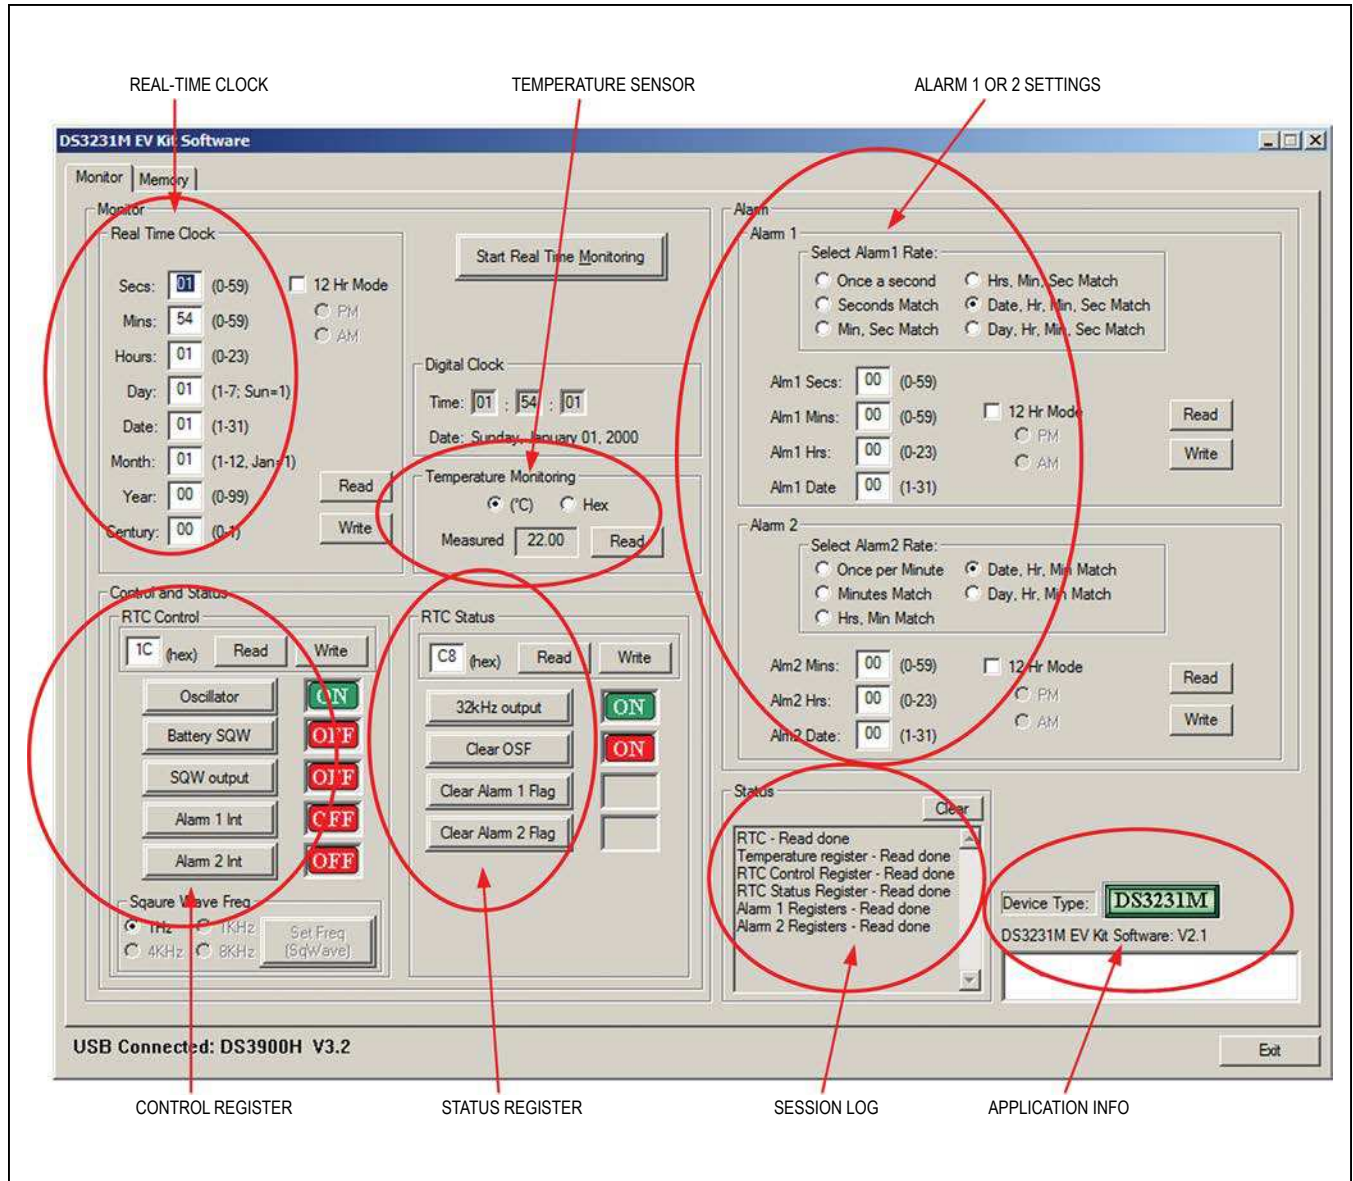 REAL-TIME CLOCK
TEMPERATURE SENSOR
ALARM 1 OR 2 SETTINGS
DS3231M EV Kit Software
Monitor
Memory
Monitor
Real Time Clock
Secs: 01 (0-59)
12 Hr Mode
Mins: 54 (0-59)
PM
AM
Hours: 01 (0-23)
Day: 01 (1-7; Sun=1)
Date: 01 (1-31)
Month: 01 (1-12, Jan=1)
Year: 00 (0-99)
Century: 00 (0-1)
Read
Write
Start Real Time Monitoring
Digital Clock
Time: 01 : 54 : 01
Date: Sunday, January 01, 2000
Temperature Monitoring
(°C) Hex
Measured 22.00 Read
Control and Status
RTC Control
1C (hex) Read Write
Oscillator ON
Battery SQW OFF
SQW output OFF
Alarm 1 Int OFF
Alarm 2 Int OFF
Sqaure Wave Freq
1Hz 1KHz
4KHz 8KHz
Set Freq
(SqWave)
RTC Status
C8 (hex) Read Write
32kHz output ON
Clear OSF ON
Clear Alarm 1 Flag
Clear Alarm 2 Flag
Alarm
Alarm 1
Select Alarm1 Rate:
Once a second Hrs, Min, Sec Match
Seconds Match Date, Hr, Min, Sec Match
Min, Sec Match Day, Hr, Min, Sec Match
Alm1 Secs: 00 (0-59)
Alm1 Mins: 00 (0-59)
Alm1 Hrs: 00 (0-23)
Alm1 Date 00 (1-31)
12 Hr Mode
PM
AM
Read
Write
Alarm 2
Select Alarm2 Rate:
Once per Minute Date, Hr, Min Match
Minutes Match Day, Hr, Min Match
Hrs, Min Match
Alm2 Mins: 00 (0-59)
Alm2 Hrs: 00 (0-23)
Alm2 Date: 00 (1-31)
12 Hr Mode
PM
AM
Read
Write
Status
Clear
RTC - Read done
Temperature register - Read done
RTC Control Register - Read done
RTC Status Register - Read done
Alarm 1 Registers - Read done
Alarm 2 Registers - Read done
Device Type: DS3231M
DS3231M EV Kit Software: V2.1
USB Connected: DS3900H V3.2
Exit
CONTROL REGISTER
STATUS REGISTER
SESSION LOG
APPLICATION INFO